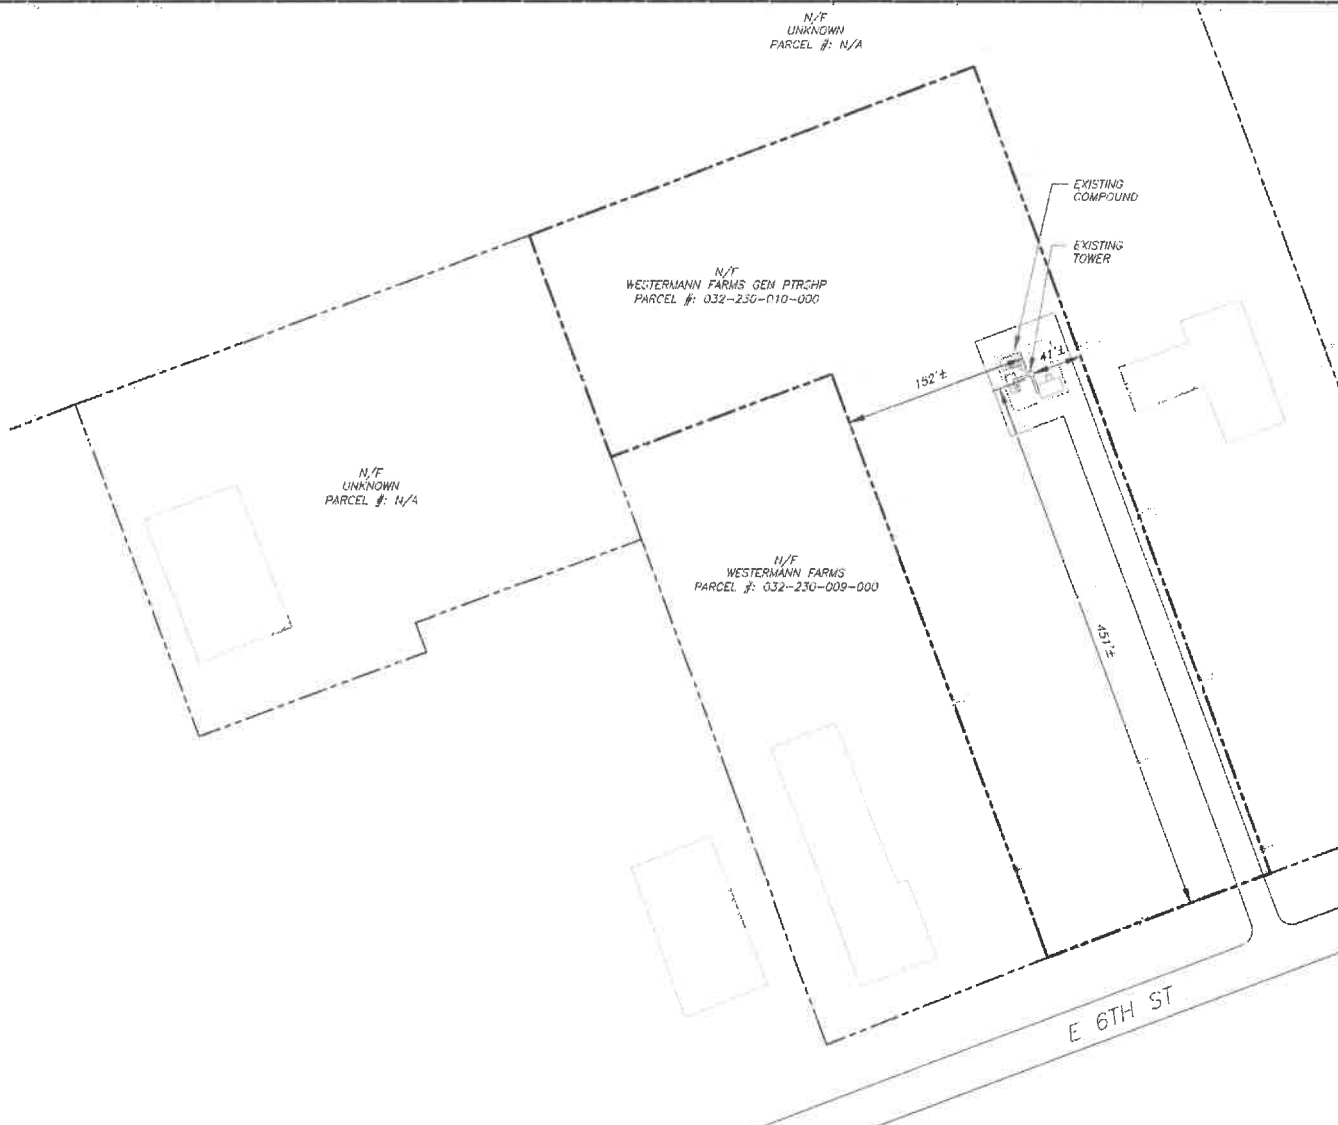 N/F
UNKNOWN
PARCEL #: N/A
EXISTING
COMPOUND
EXISTING
TOWER
N/F
WESTERMANN FARMS GEN PTRSHP
PARCEL #: 032-230-010-000
41'±
152'±
N/F
UNKNOWN
PARCEL #: N/A
N/F
WESTERMANN FARMS
PARCEL #: 032-230-009-000
451'±
E 6TH ST